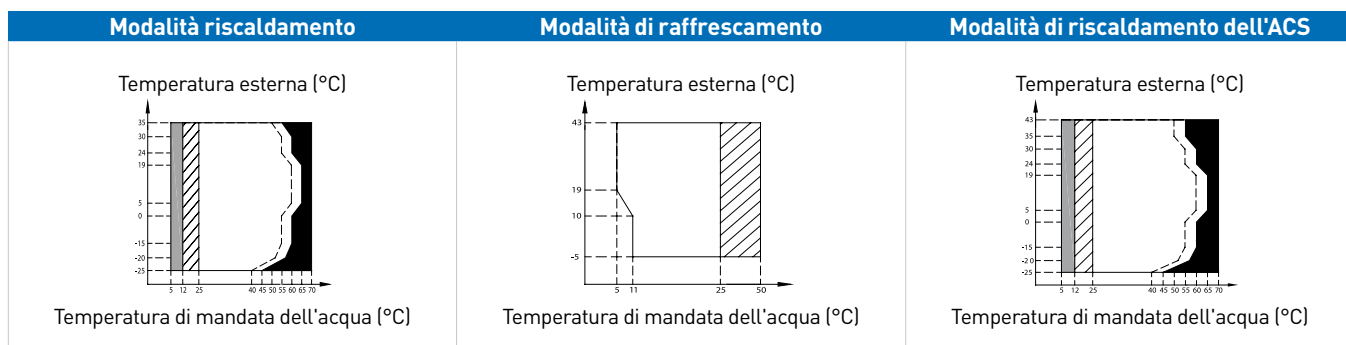 Modalità riscaldamento
Temperatura esterna (°C)
35
30
24
19
5
0
-15
-20
-25
5 12 25 40 45 50 55 60 65 70
Temperatura di mandata dell'acqua (°C)
Modalità di raffrescamento
Temperatura esterna (°C)
43
19
10
-5
5 11 25 50
Temperatura di mandata dell'acqua (°C)
Modalità di riscaldamento dell'ACS
Temperatura esterna (°C)
43
35
30
24
19
5
0
-15
-20
-25
5 12 25 40 45 50 55 60 65 70
Temperatura di mandata dell'acqua (°C)